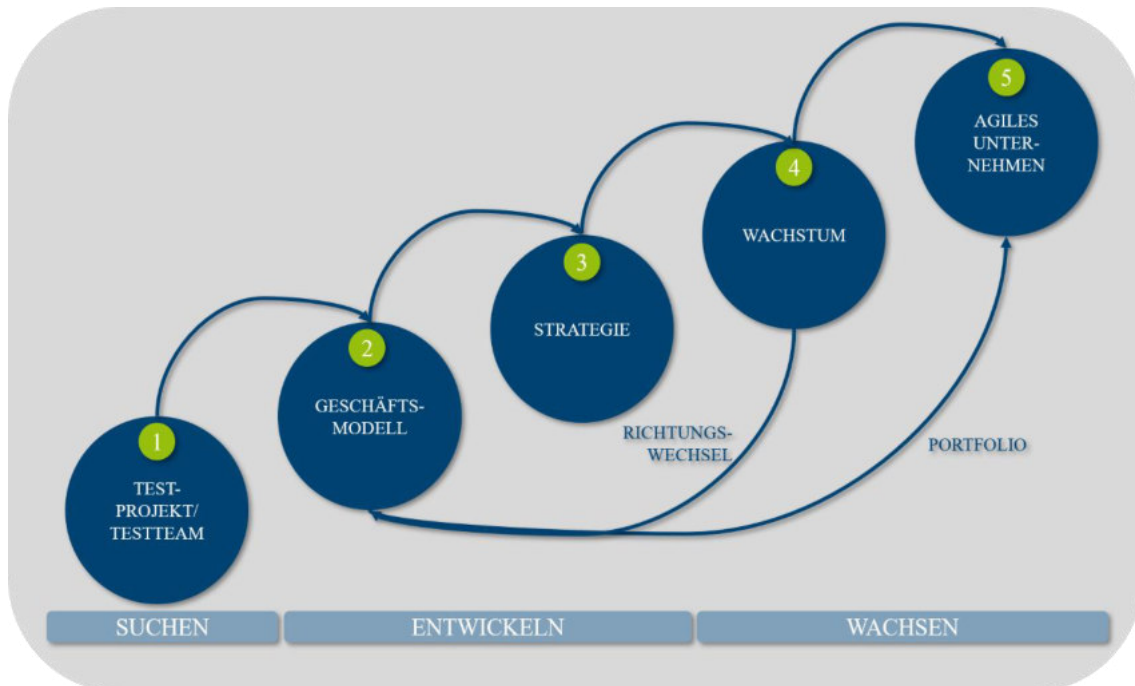 1
TEST-
PROJEKT/
TESTTEAM
2
GESCHÄFTS-
MODELL
3
STRATEGIE
4
WACHSTUM
5
AGILES
UNTER-
NEHMEN
RICHTUNGS-
WECHSEL
PORTFOLIO
SUCHEN
ENTWICKELN
WACHSEN